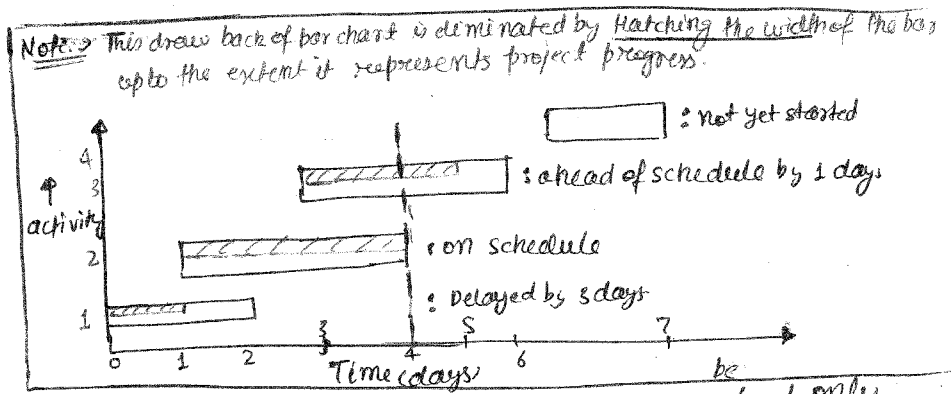 Note:→ This draw back of bar chart is eliminated by Hatching the width of the bar
upto the extent it represents project progress.
: not yet started
4
3
: ahead of schedule by 1 days
↑
activity
2
: on schedule
1
: Delayed by 3 days
0 1 2 3 4 5 6 7
Time (days)
be
only